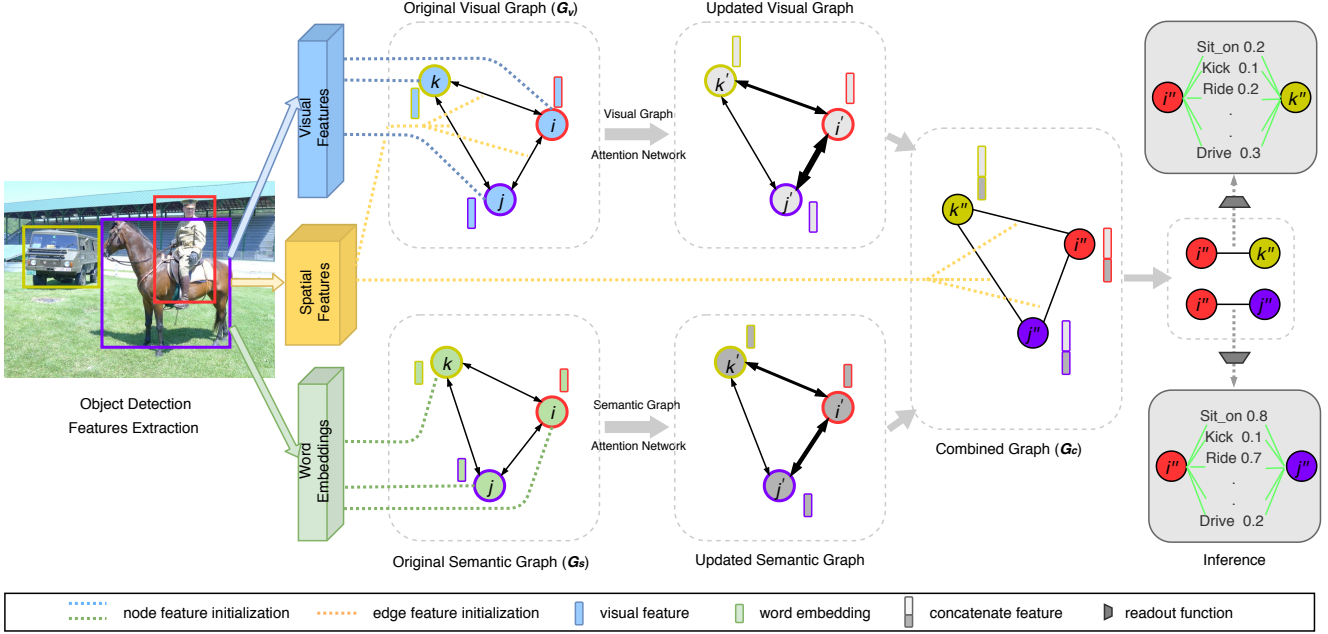 Original Visual Graph (Gv)
Updated Visual Graph
Visual
Features
k
i
j
Visual Graph
Attention Network
k'
i'
j'
Sit_on 0.2
Kick 0.1
Ride 0.2
.
.
Drive 0.3
i"
k"
Spatial
Features
k"
i"
j"
i"
k"
i"
j"
Object Detection
Features Extraction
Word
Embeddings
k
i
j
Semantic Graph
Attention Network
k'
i'
j'
Combined Graph (Gc)
Sit_on 0.8
Kick 0.1
Ride 0.7
.
.
Drive 0.2
i"
j"
Original Semantic Graph (Gs)
Updated Semantic Graph
Inference
node feature initialization
edge feature initialization
visual feature
word embedding
concatenate feature
readout function